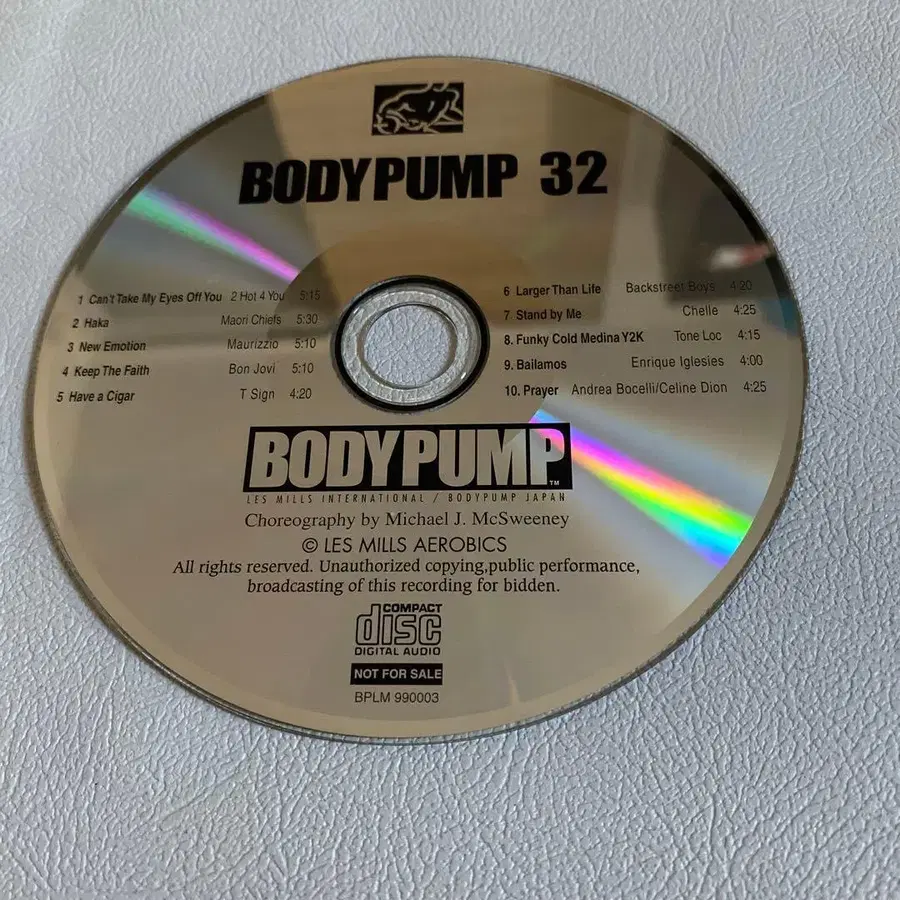 BODYPUMP 32
1 Can't Take My Eyes Off You 2 Hot 4 You 5:15
2 Haka Maori Chiefs 5:30
3 New Emotion Maurizzio 5:10
4 Keep The Faith Bon Jovi 5:10
5 Have a Cigar T Sign 4:20
6 Larger Than Life Backstreet Boys 4:20
7. Stand by Me Chelle 4:25
8. Funky Cold Medina Y2K Tone Loc 4:15
9. Bailamos Enrique Iglesies 4:00
10. Prayer Andrea Bocelli/Celine Dion 4:25
BODYPUMP™
LES MILLS INTERNATIONAL / BODYPUMP JAPAN
Choreography by Michael J. McSweeney
© LES MILLS AEROBICS
All rights reserved. Unauthorized copying,public performance,
broadcasting of this recording for bidden.
COMPACT
disc
DIGITAL AUDIO
NOT FOR SALE
BPLM 990003